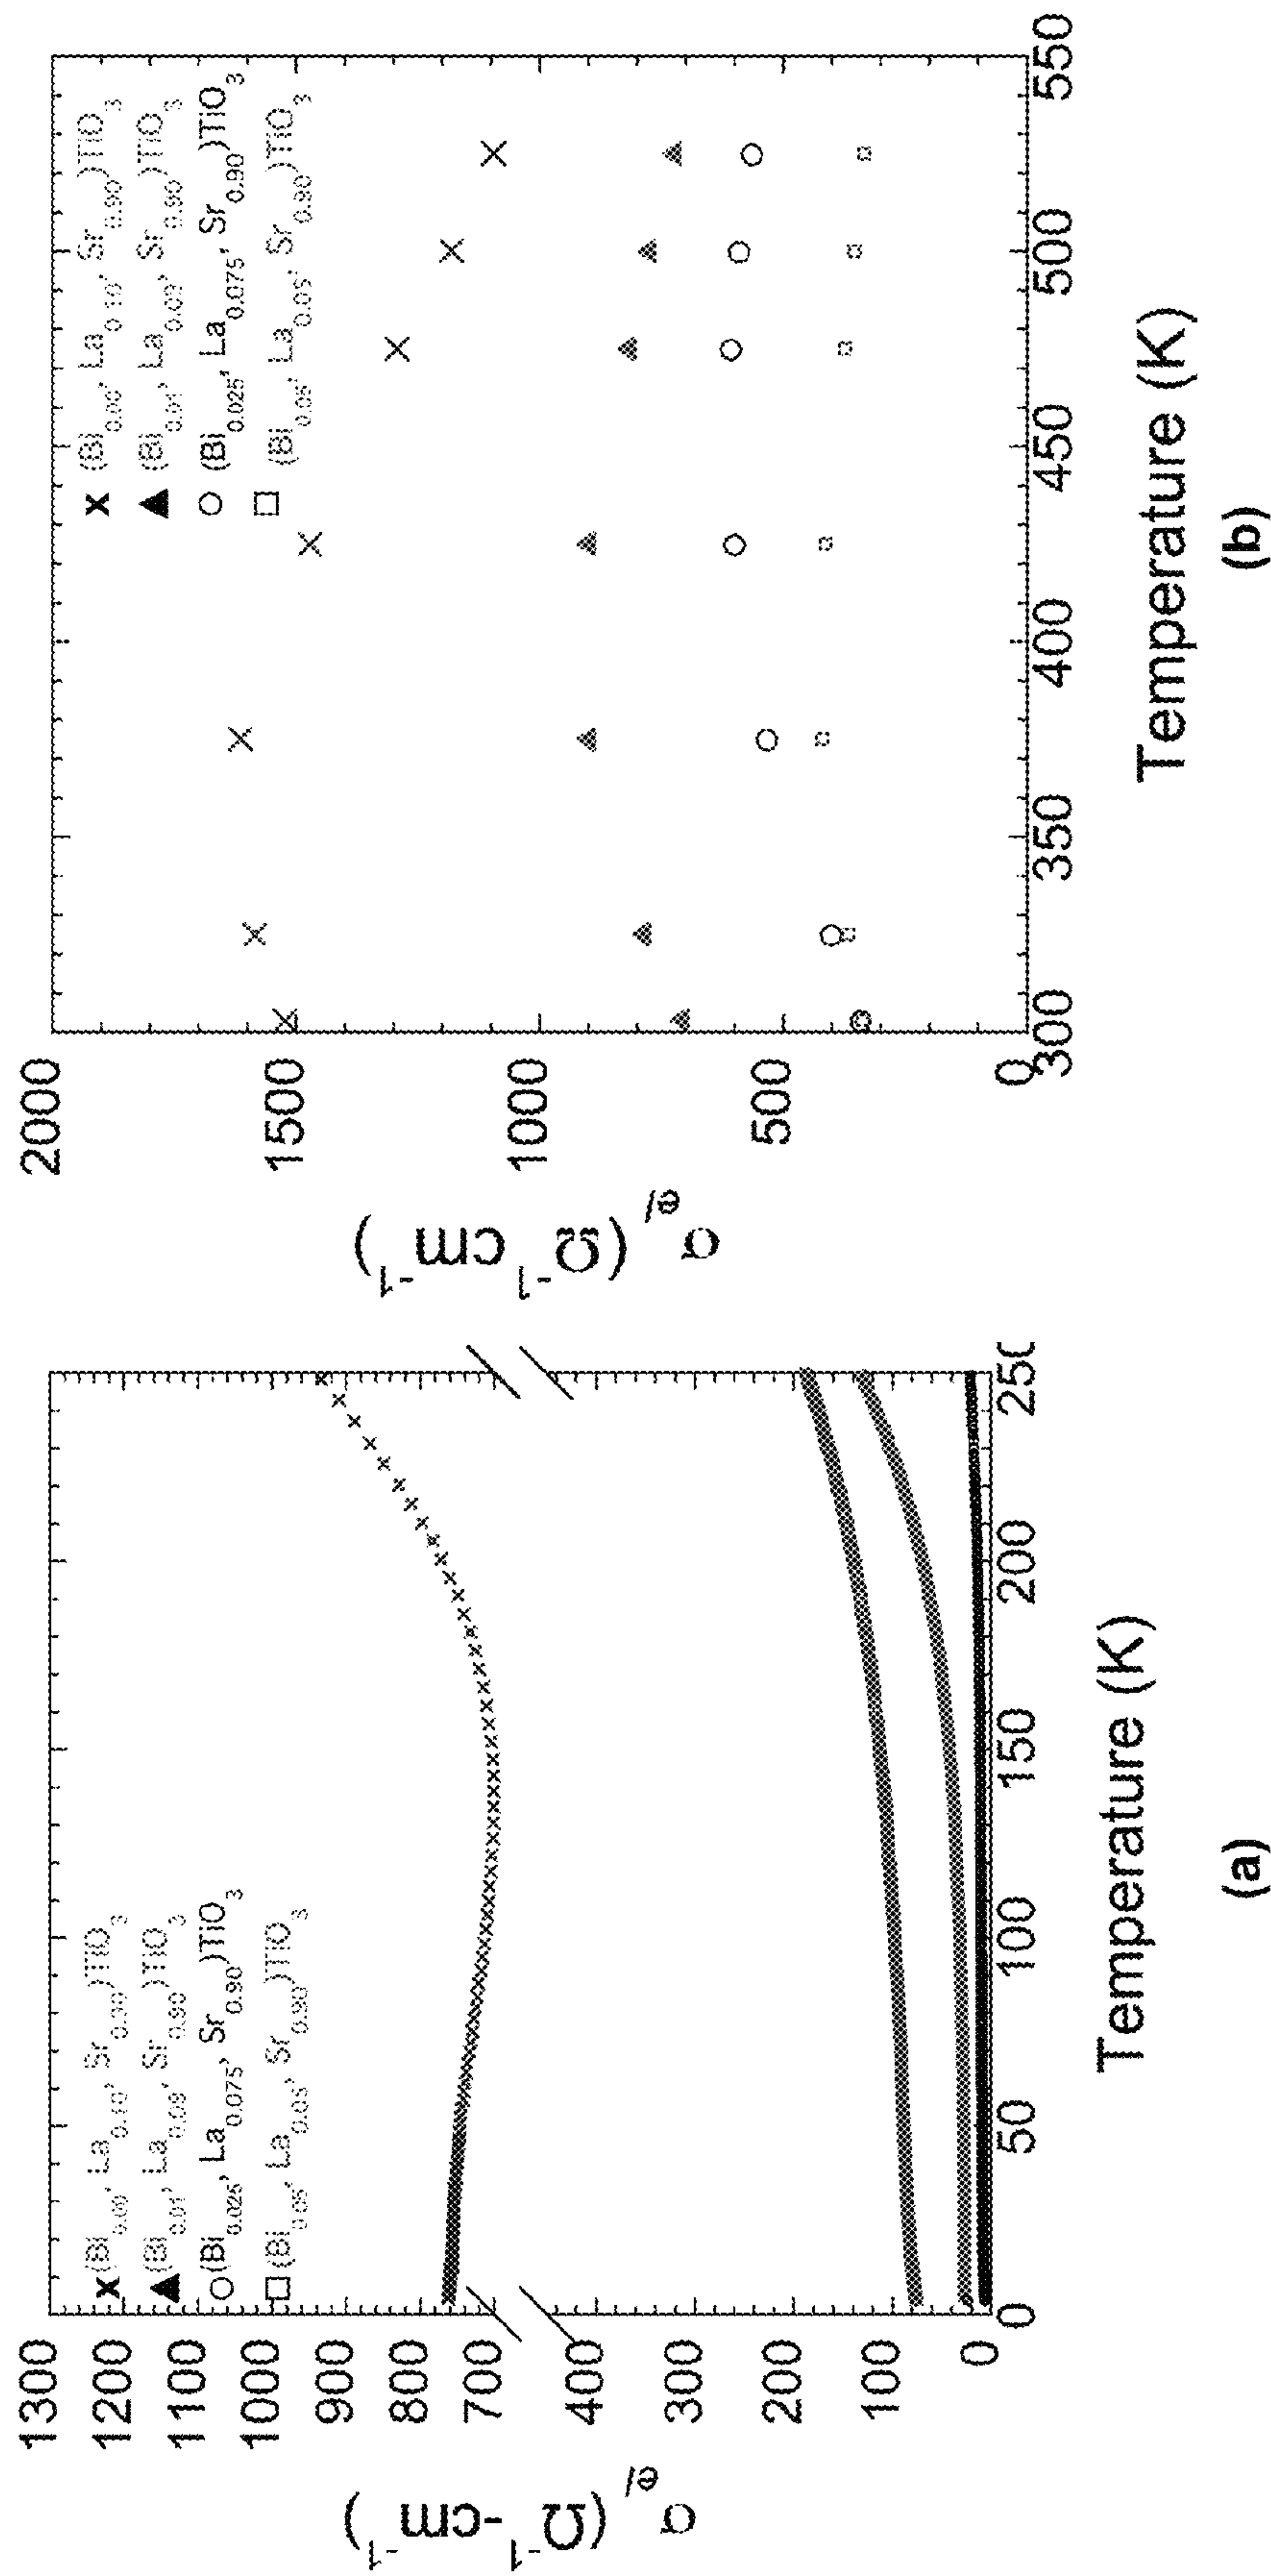 σ_el (Ω⁻¹-cm⁻¹)
1300
1200
1100
1000
900
800
700
400
300
200
100
0
x (Bi0.00, La0.10, Sr0.90)TiO3
▲ (Bi0.01, La0.09, Sr0.90)TiO3
○ (Bi0.025, La0.075, Sr0.90)TiO3
□ (Bi0.05, La0.05, Sr0.90)TiO3
0 50 100 150 200 250
Temperature (K)
(a)
σ_el (Ω⁻¹cm⁻¹)
2000
1500
1000
500
0
x (Bi0.00, La0.10, Sr0.90)TiO3
▲ (Bi0.01, La0.09, Sr0.90)TiO3
○ (Bi0.025, La0.075, Sr0.90)TiO3
□ (Bi0.05, La0.05, Sr0.90)TiO3
300 350 400 450 500 550
Temperature (K)
(b)